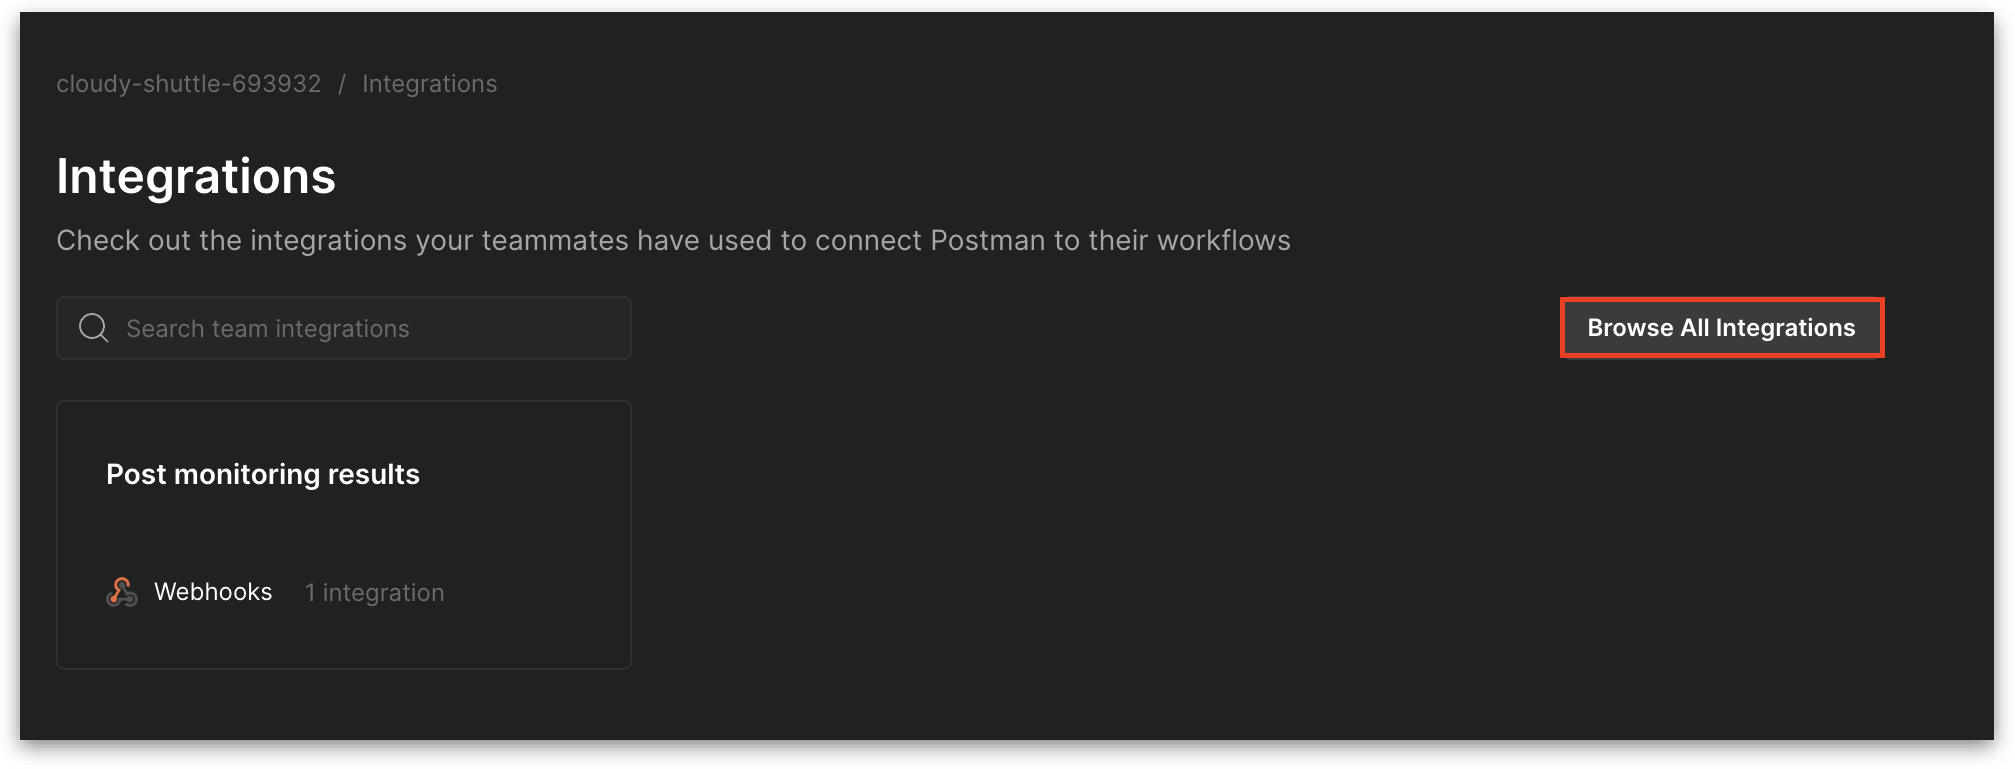 cloudy-shuttle-693932 / Integrations
Integrations
Check out the integrations your teammates have used to connect Postman to their workflows
Search team integrations
Browse All Integrations
Post monitoring results
Webhooks 1 integration